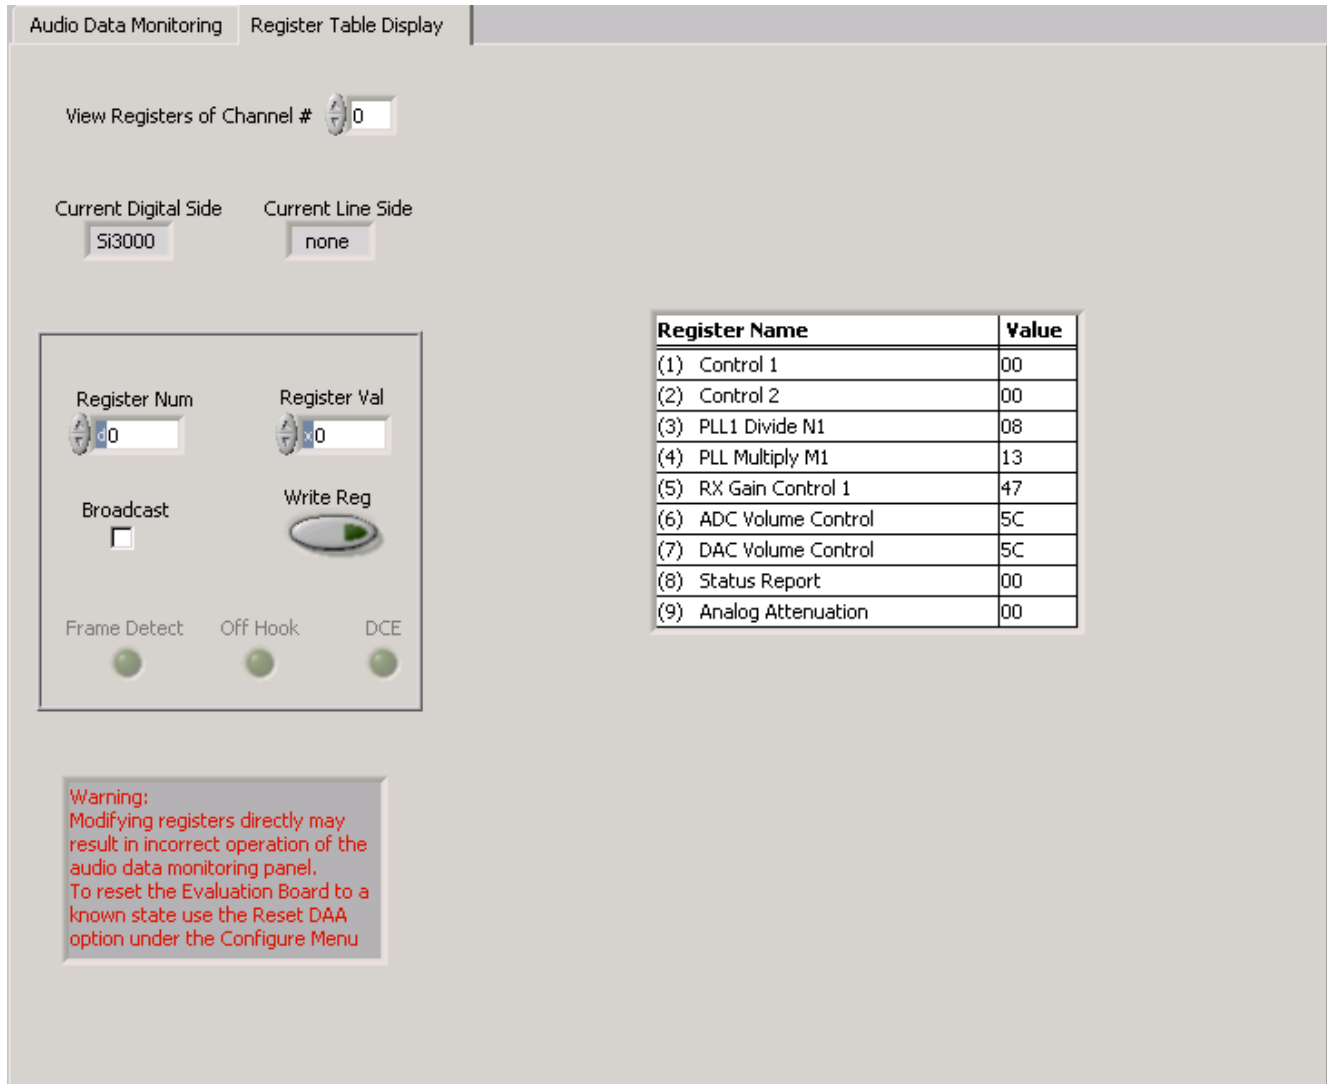 Audio Data Monitoring Register Table Display
View Registers of Channel # 0
Current Digital Side Current Line Side
Si3000 none
Register Num Register Val
d0 x0
Broadcast Write Reg
Frame Detect Off Hook DCE
Warning:
Modifying registers directly may
result in incorrect operation of the
audio data monitoring panel.
To reset the Evaluation Board to a
known state use the Reset DAA
option under the Configure Menu
Register Name Value
(1) Control 1 00
(2) Control 2 00
(3) PLL1 Divide N1 08
(4) PLL Multiply M1 13
(5) RX Gain Control 1 47
(6) ADC Volume Control 5C
(7) DAC Volume Control 5C
(8) Status Report 00
(9) Analog Attenuation 00